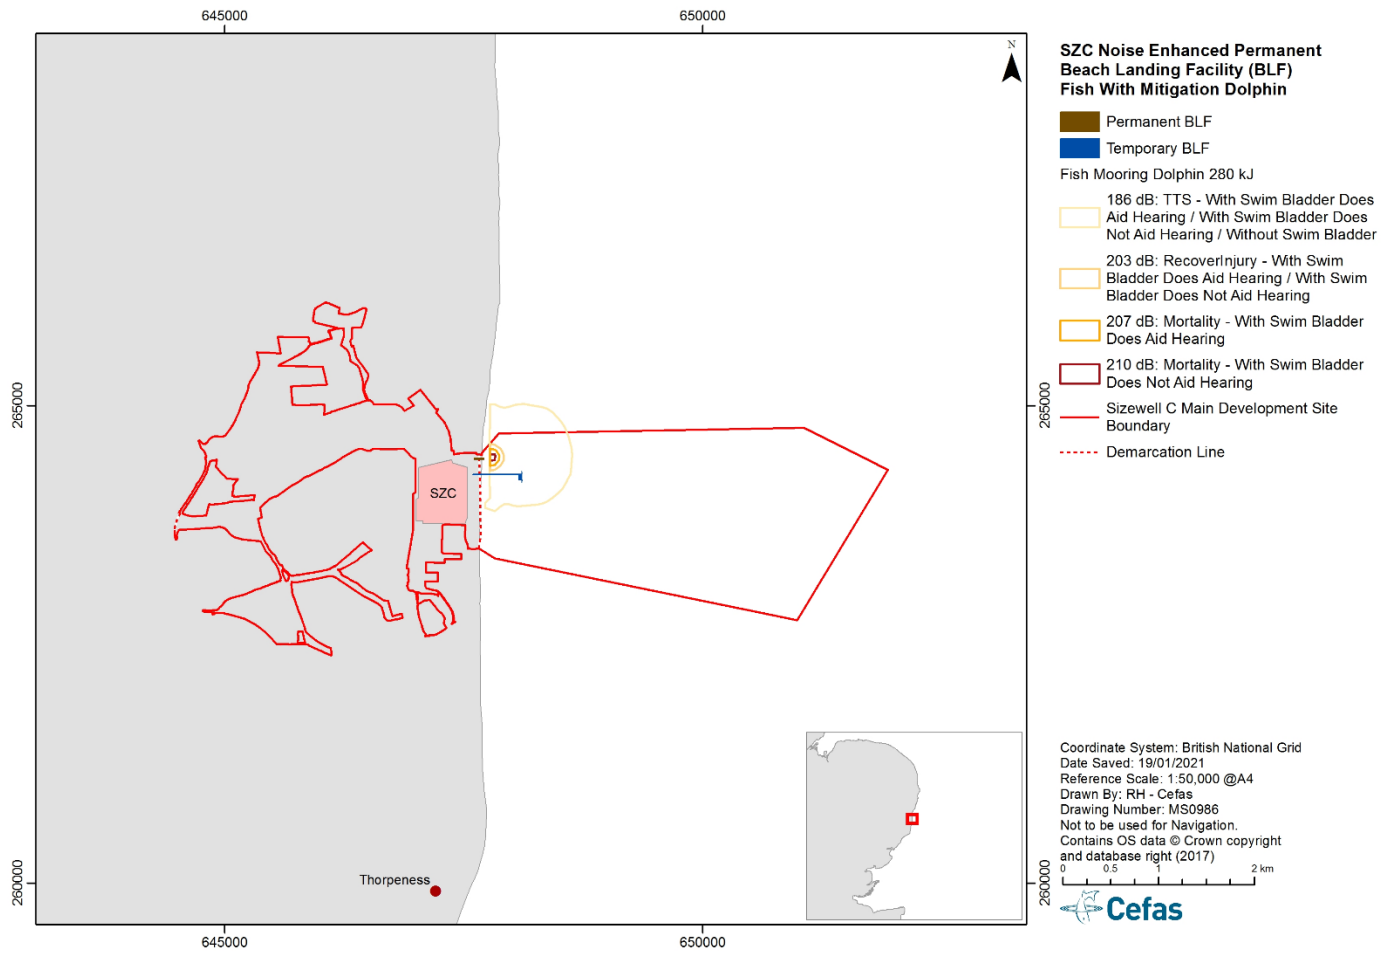 645000
650000
N
265000
265000
SZC
Thorpeness
260000
260000
645000
650000
SZC Noise Enhanced Permanent
Beach Landing Facility (BLF)
Fish With Mitigation Dolphin
Permanent BLF
Temporary BLF
Fish Mooring Dolphin 280 kJ
186 dB: TTS - With Swim Bladder Does
Aid Hearing / With Swim Bladder Does
Not Aid Hearing / Without Swim Bladder
203 dB: RecoverInjury - With Swim
Bladder Does Aid Hearing / With Swim
Bladder Does Not Aid Hearing
207 dB: Mortality - With Swim Bladder
Does Aid Hearing
210 dB: Mortality - With Swim Bladder
Does Not Aid Hearing
Sizewell C Main Development Site
Boundary
Demarcation Line
Coordinate System: British National Grid
Date Saved: 19/01/2021
Reference Scale: 1:50,000 @A4
Drawn By: RH - Cefas
Drawing Number: MS0986
Not to be used for Navigation.
Contains OS data © Crown copyright
and database right (2017)
0 0.5 1 2 km
Cefas